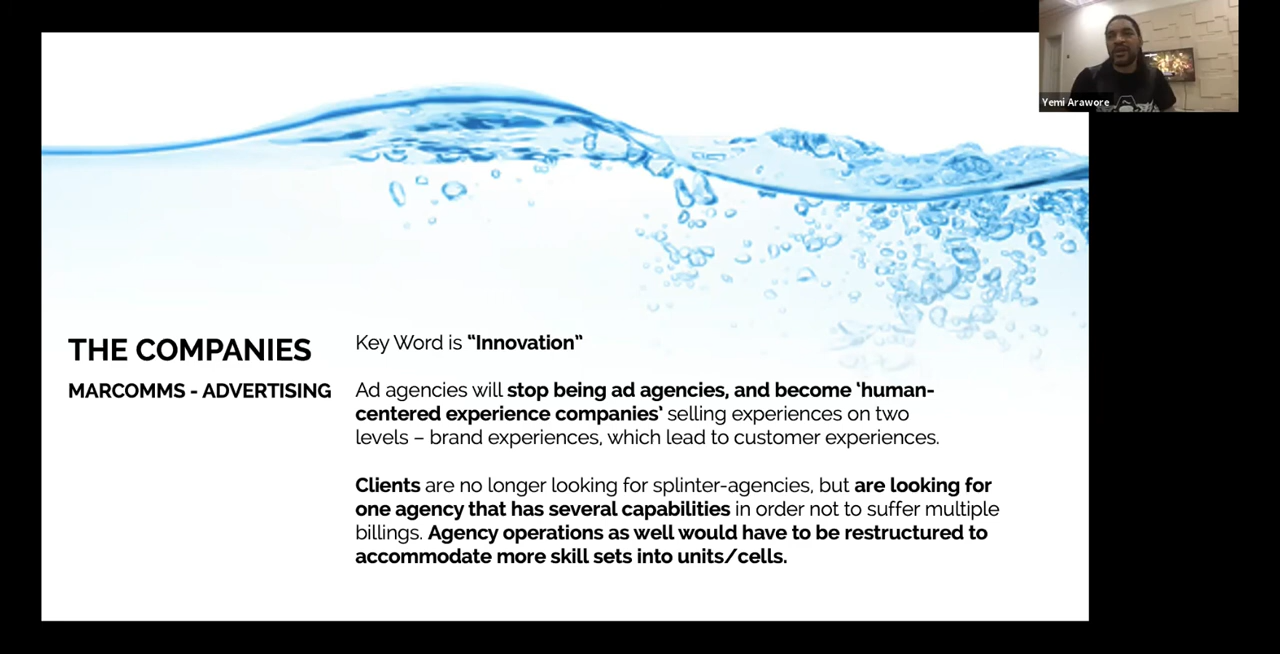 Yemi Arawore
THE COMPANIES
MARCOMMS - ADVERTISING
Key Word is “Innovation”
Ad agencies will stop being ad agencies, and become ‘human-
centered experience companies’ selling experiences on two
levels – brand experiences, which lead to customer experiences.
Clients are no longer looking for splinter-agencies, but are looking for
one agency that has several capabilities in order not to suffer multiple
billings. Agency operations as well would have to be restructured to
accommodate more skill sets into units/cells.